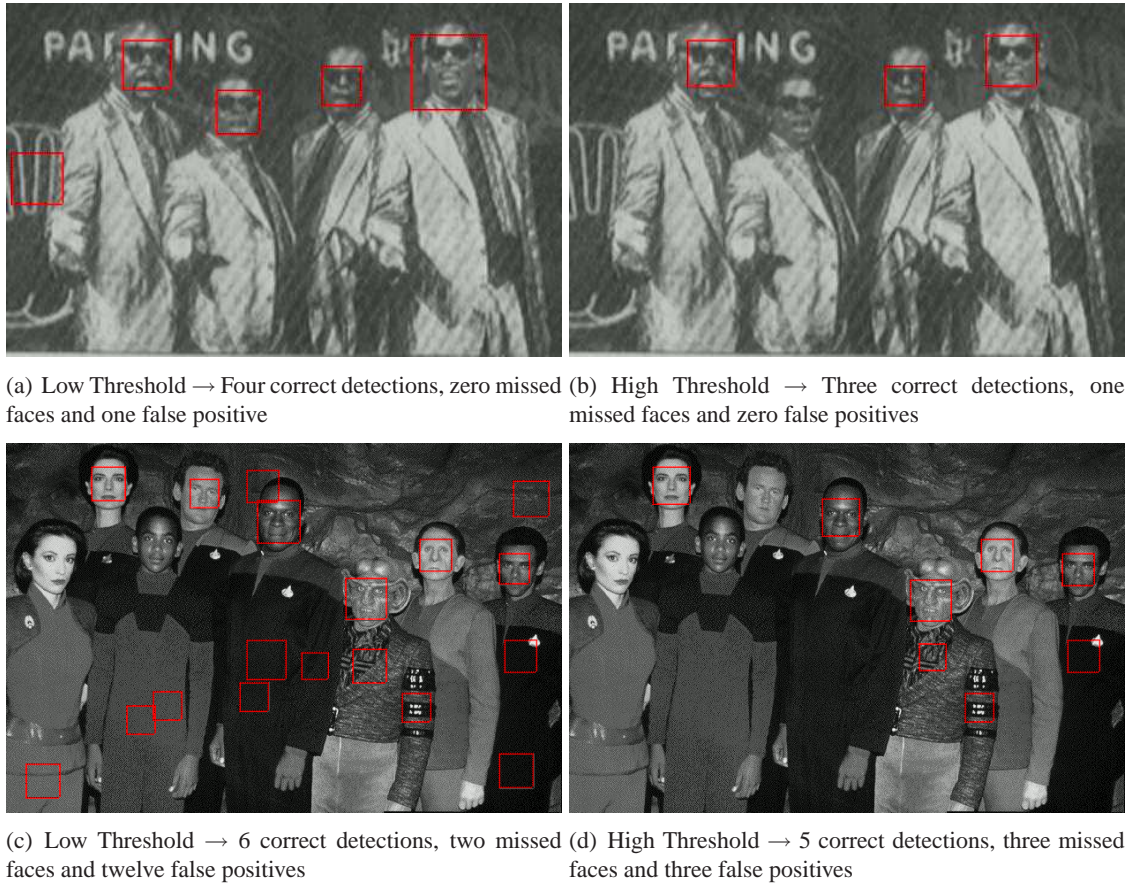 PA ING
PA ING
(a) Low Threshold → Four correct detections, zero missed
faces and one false positive
(b) High Threshold → Three correct detections, one
missed faces and zero false positives
(c) Low Threshold → 6 correct detections, two missed
faces and twelve false positives
(d) High Threshold → 5 correct detections, three missed
faces and three false positives